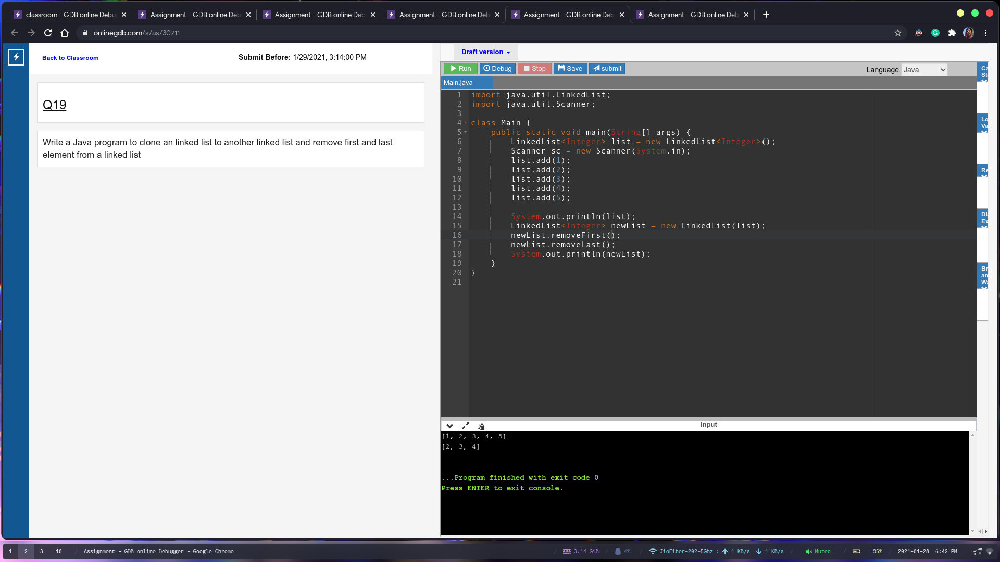 classroom - GDB online Debu
Assignment - GDB online Deb
Assignment - GDB online Deb
Assignment - GDB online Deb
Assignment - GDB online Deb
Assignment - GDB online Deb
onlinegdb.com/s/as/30711
Back to Classroom
Submit Before: 1/29/2021, 3:14:00 PM
Q19
Write a Java program to clone an linked list to another linked list and remove first and last
element from a linked list
Draft version
Run Debug Stop Save submit
Language Java
Main.java
1 import java.util.LinkedList;
2 import java.util.Scanner;
3
4 class Main {
5 public static void main(String[] args) {
6 LinkedList<Integer> list = new LinkedList<Integer>();
7 Scanner sc = new Scanner(System.in);
8 list.add(1);
9 list.add(2);
10 list.add(3);
11 list.add(4);
12 list.add(5);
13
14 System.out.println(list);
15 LinkedList<Integer> newList = new LinkedList(list);
16 newList.removeFirst();
17 newList.removeLast();
18 System.out.println(newList);
19 }
20 }
21
Ca
St
Lo
Va
Re
Di
Ex
Br
an
Wa
input
[1, 2, 3, 4, 5]
[2, 3, 4]
...Program finished with exit code 0
Press ENTER to exit console.
1 2 3 10 / Assignment - GDB online Debugger - Google Chrome
/ 3.14 GiB / 4% / JioFiber-202-5Ghz : 1 KB/s 1 KB/s / Muted / 95% / 2021-01-28 6:42 PM